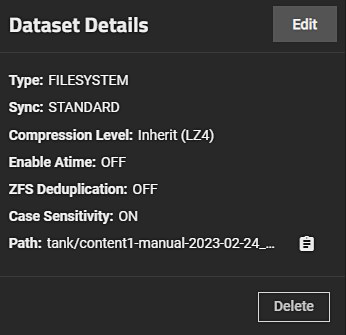 Dataset Details
Edit
Type: FILESYSTEM
Sync: STANDARD
Compression Level: Inherit (LZ4)
Enable Atime: OFF
ZFS Deduplication: OFF
Case Sensitivity: ON
Path: tank/content1-manual-2023-02-24_...
Delete